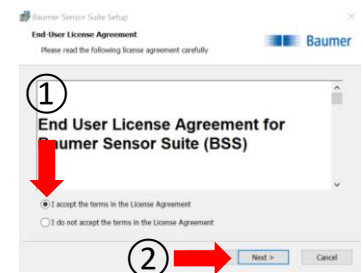 Baumer Sensor Suite Setup
End-User License Agreement
Please read the following license agreement carefully
Baumer
1
End User License Agreement for
Baumer Sensor Suite (BSS)
I accept the terms in the License Agreement
I do not accept the terms in the License Agreement
2
Next >
Cancel